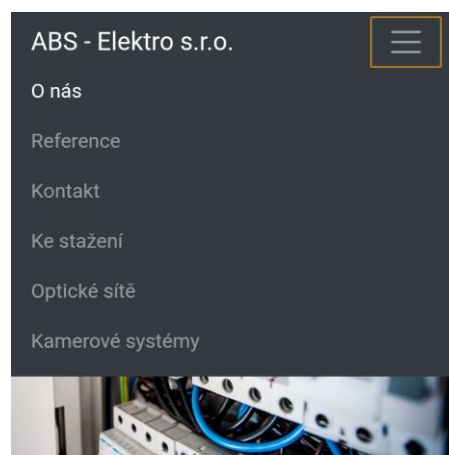 ABS - Elektro s.r.o.
O nás
Reference
Kontakt
Ke stažení
Optické sítě
Kamerové systémy